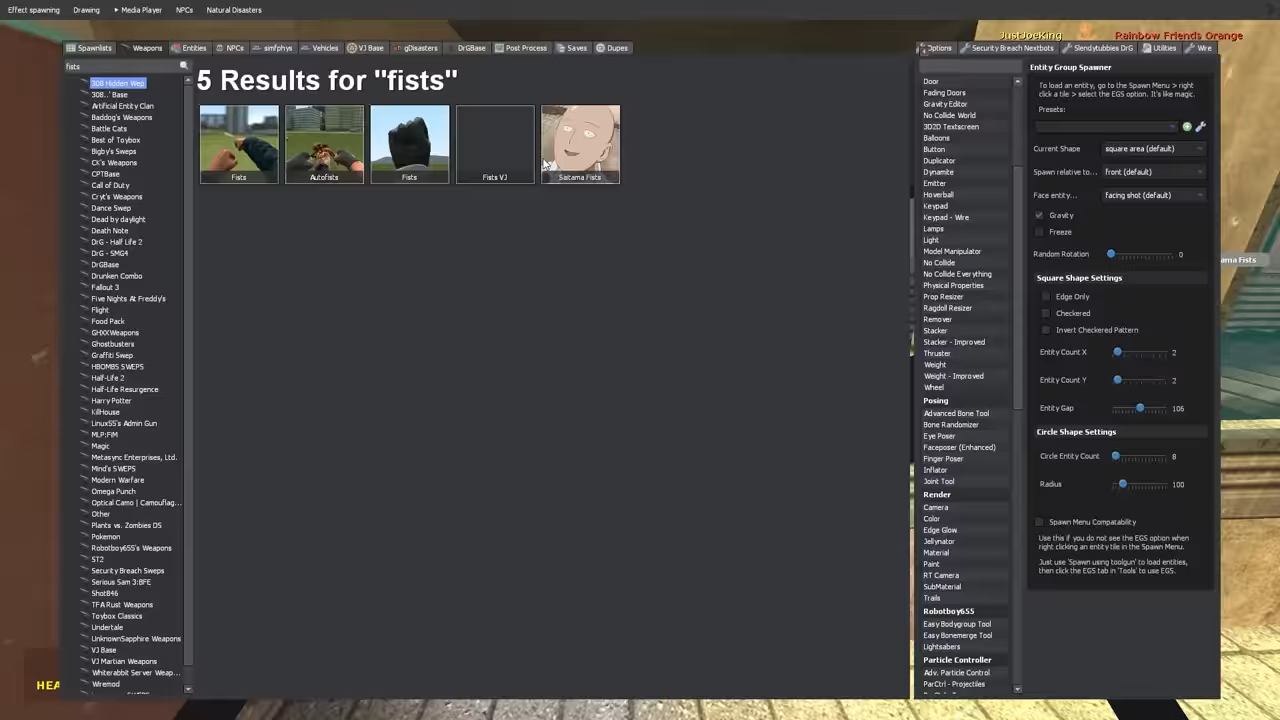 Effect spawning Drawing Media Player NPCs Natural Disasters
JustJoeKing Rainbow Friends Orange
Spawnlists Weapons Entities NPCs simfphys Vehicles VJ Base gDisasters DrGBase Post Process Saves Dupes
fists
308 Hidden Wep
308..' Base
Artificial Entity Clan
Baddog's Weapons
Battle Cats
Best of Toybox
Bigby's Sweps
Ck's Weapons
CPTBase
Call of Duty
Cryt's Weapons
Dance Swep
Dead by daylight
Death Note
DrG - Half Life 2
DrG - SMG4
DrGBase
Drunken Combo
Fallout 3
Five Nights At Freddy's
Flight
Food Pack
GHXXWeapons
Ghostbusters
Graffiti Swep
HBOMBS SWEPS
Half-Life 2
Half-Life Resurgence
Harry Potter
KillHouse
Linux55's Admin Gun
MLP:FiM
Magic
Metasync Enterprises, Ltd.
Mind's SWEPS
Modern Warfare
Omega Punch
Optical Camo | Camouflag...
Other
Plants vs. Zombies DS
Pokemon
Robotboy655's Weapons
ST2
Security Breach Sweps
Serious Sam 3:BFE
Shot846
TFA Rust Weapons
Toybox Classics
Undertale
UnknownSapphire Weapons
VJ Base
VJ Martian Weapons
Whiterabbit Server Weap...
Wiremod
5 Results for "fists"
Fists
Autofists
Fists
Fists VJ
Saitama Fists
Options Security Breach Nextbots Slendytubbies DrG Utilities Wire
Door
Fading Doors
Gravity Editor
No Collide World
3D2D Textscreen
Balloons
Button
Duplicator
Dynamite
Emitter
Hoverball
Keypad
Keypad - Wire
Lamps
Light
Model Manipulator
No Collide
No Collide Everything
Physical Properties
Prop Resizer
Ragdoll Resizer
Remover
Stacker
Stacker - Improved
Thruster
Weight
Weight - Improved
Wheel
Posing
Advanced Bone Tool
Bone Randomizer
Eye Poser
Faceposer (Enhanced)
Finger Poser
Inflator
Joint Tool
Render
Camera
Color
Edge Glow
Jellynator
Material
Paint
RT Camera
SubMaterial
Trails
Robotboy655
Easy Bodygroup Tool
Easy Bonemerge Tool
Lightsabers
Particle Controller
Adv. Particle Control
ParCtrl - Projectiles
Entity Group Spawner
To load an entity, go to the Spawn Menu > right
click a tile > select the EGS option. It's like magic.
Presets:
Current Shape square area (default)
Spawn relative to... front (default)
Face entity... facing shot (default)
Gravity
Freeze
Random Rotation 0
Square Shape Settings
Edge Only
Checkered
Invert Checkered Pattern
Entity Count X 2
Entity Count Y 2
Entity Gap 106
Circle Shape Settings
Circle Entity Count 8
Radius 100
Spawn Menu Compatability
Use this if you do not see the EGS option when
right clicking an entity tile in the Spawn Menu.
Just use 'Spawn using toolgun' to load entities,
then click the EGS tab in 'Tools' to use EGS.
ama Fists
HEA